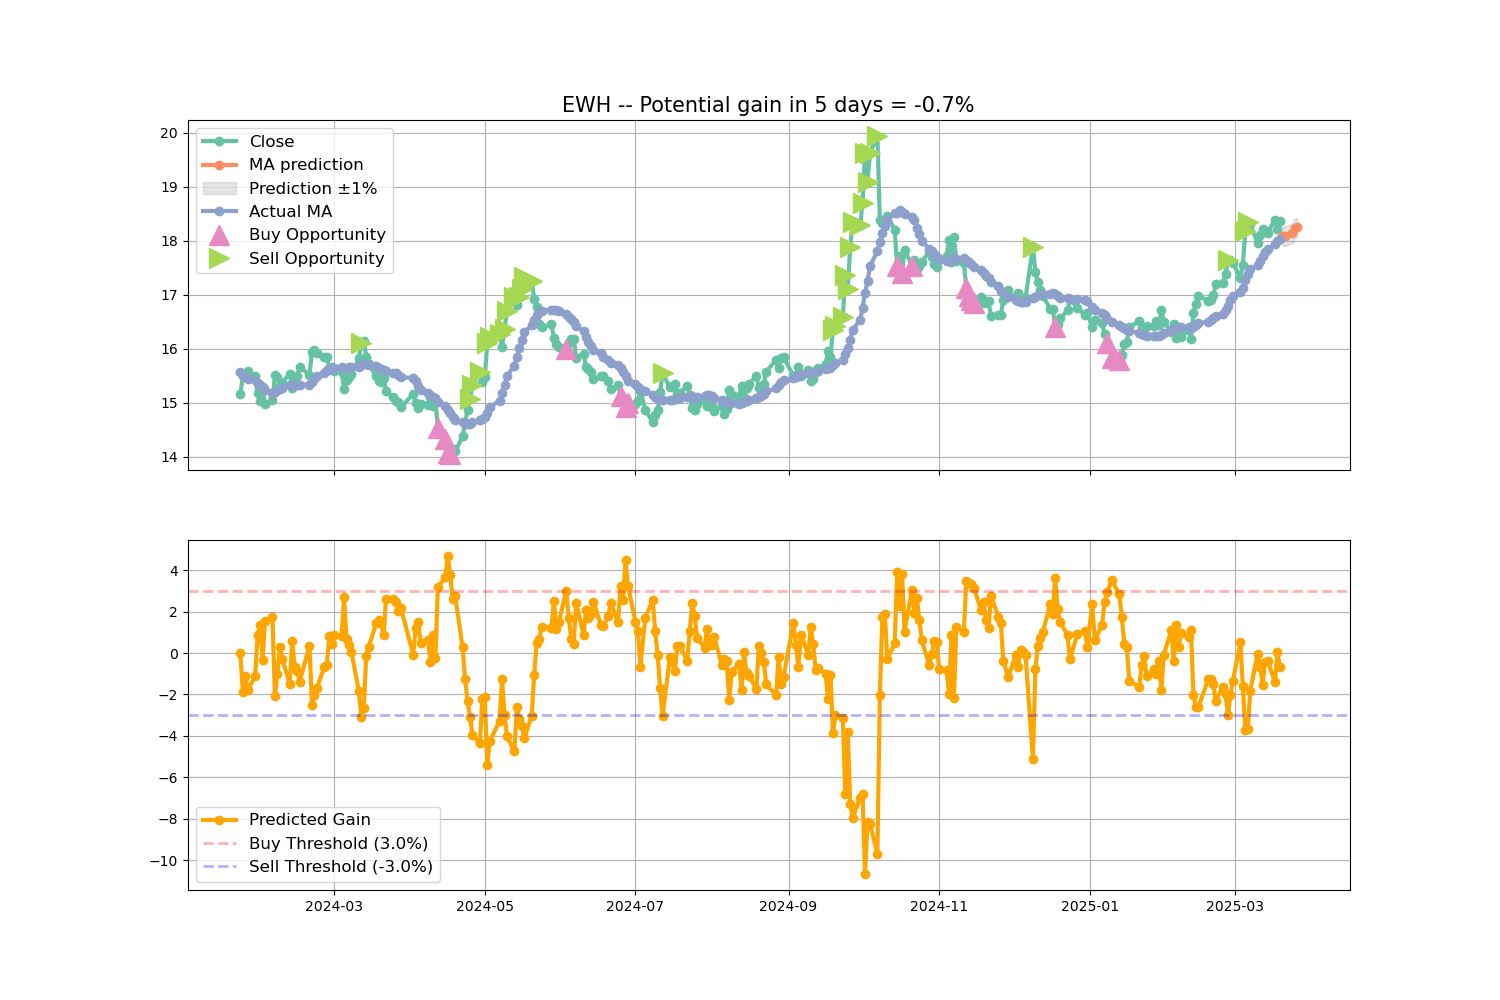 EWH -- Potential gain in 5 days = -0.7%
20
19
18
17
16
15
14
Close
MA prediction
Prediction ±1%
Actual MA
Buy Opportunity
Sell Opportunity
4
2
0
−2
−4
−6
−8
−10
Predicted Gain
Buy Threshold (3.0%)
Sell Threshold (-3.0%)
2024-03 2024-05 2024-07 2024-09 2024-11 2025-01 2025-03